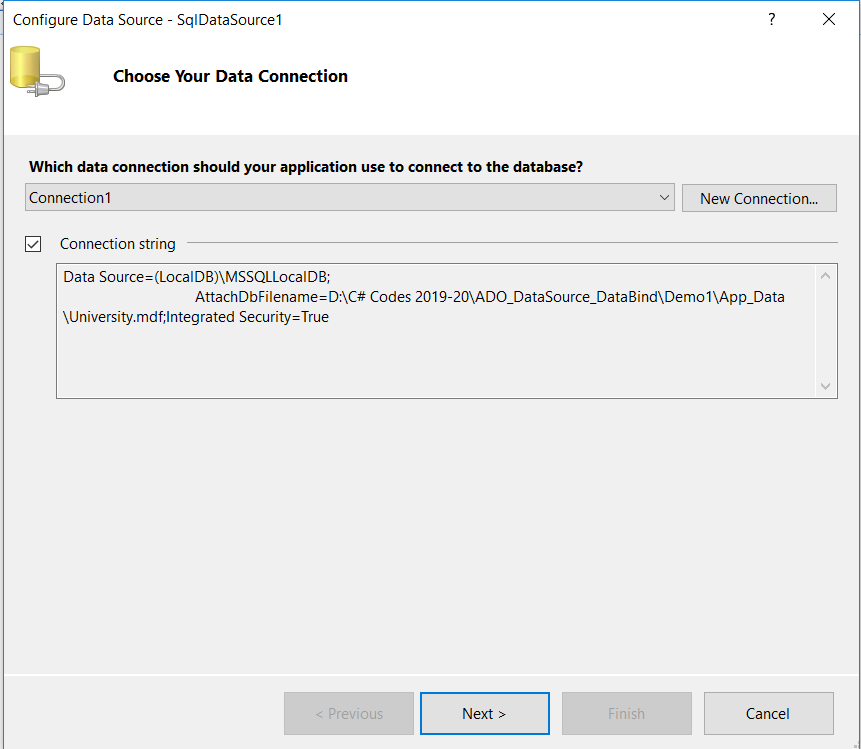 Configure Data Source - SqlDataSource1
?
Choose Your Data Connection
Which data connection should your application use to connect to the database?
Connection1
New Connection...
Connection string
Data Source=(LocalDB)\MSSQLLocalDB;
AttachDbFilename=D:\C# Codes 2019-20\ADO_DataSource_DataBind\Demo1\App_Data
\University.mdf;Integrated Security=True
< Previous
Next >
Finish
Cancel